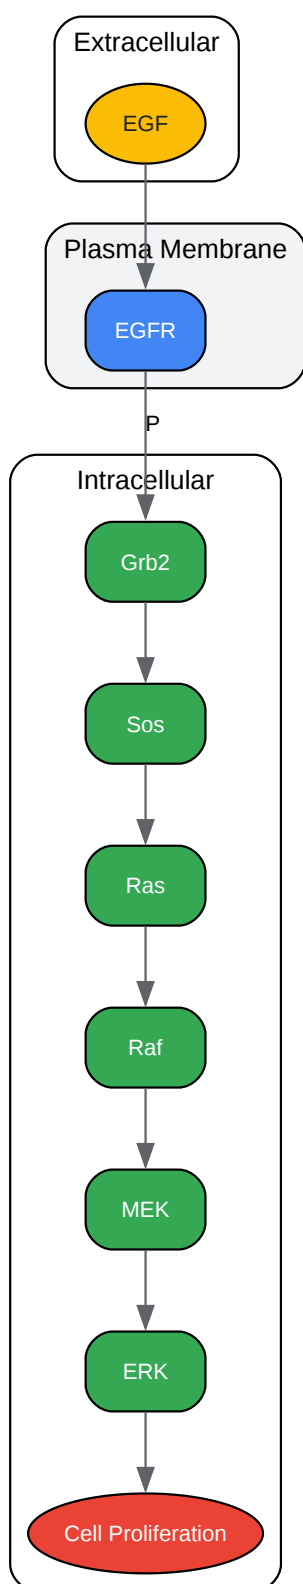 Extracellular
EGF
Plasma Membrane
EGFR
P
Intracellular
Grb2
Sos
Ras
Raf
MEK
ERK
Cell Proliferation